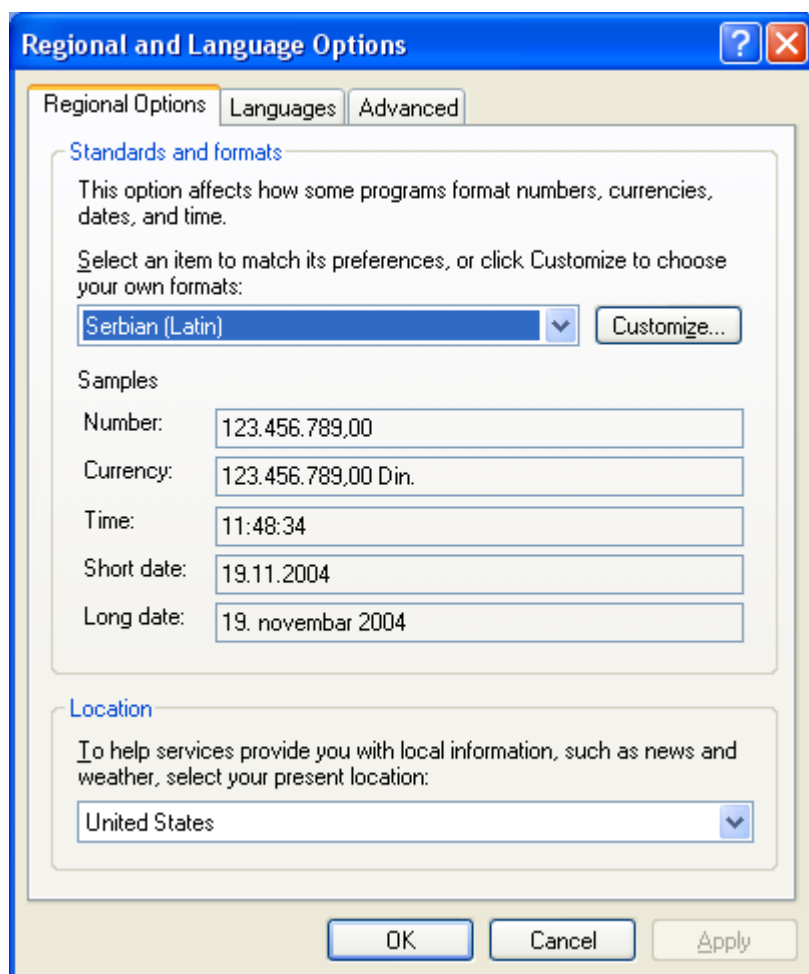 Regional and Language Options
Regional Options Languages Advanced
Standards and formats
This option affects how some programs format numbers, currencies,
dates, and time.
Select an item to match its preferences, or click Customize to choose
your own formats:
Serbian (Latin) Customize...
Samples
Number: 123.456.789,00
Currency: 123.456.789,00 Din.
Time: 11:48:34
Short date: 19.11.2004
Long date: 19. novembar 2004
Location
To help services provide you with local information, such as news and
weather, select your present location:
United States
OK Cancel Apply